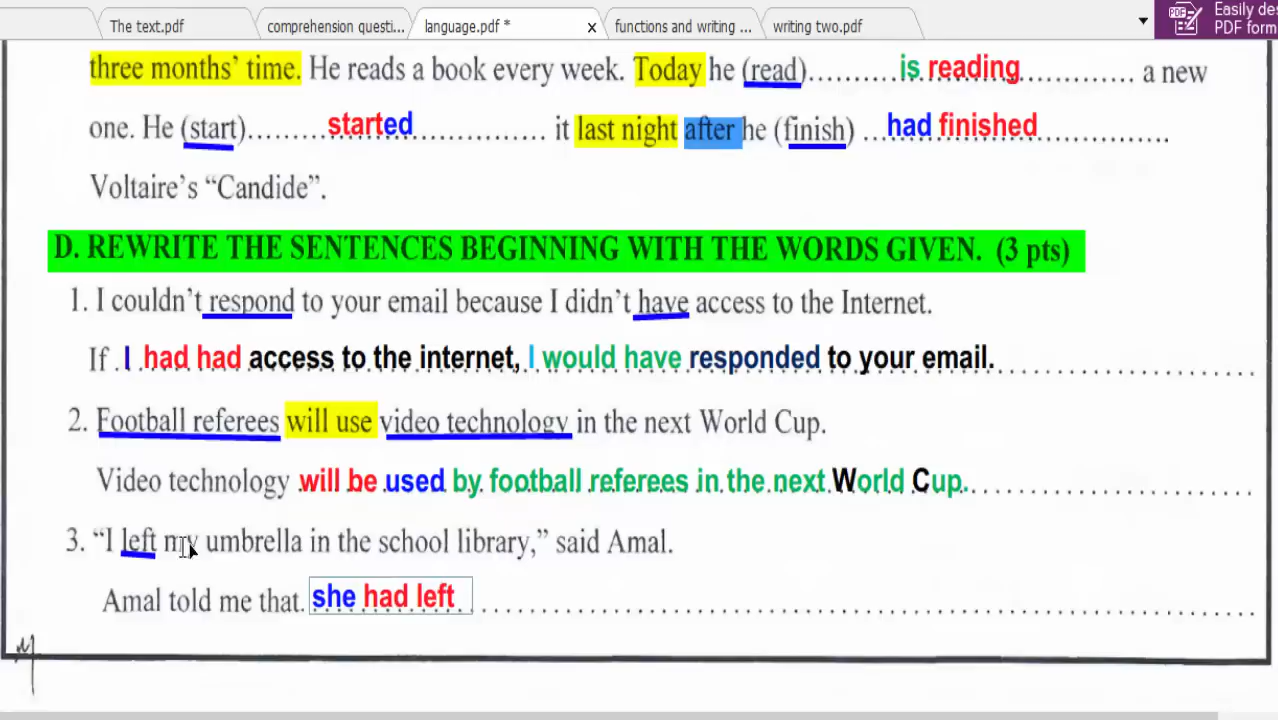 The text.pdf comprehension questi... language.pdf * x functions and writing ... writing two.pdf
Easily des
PDF form
three months' time. He reads a book every week. Today he (read)..........is reading............... a new
one. He (start).........started............... it last night after he (finish) ...had finished...............
Voltaire's “Candide”.
D. REWRITE THE SENTENCES BEGINNING WITH THE WORDS GIVEN. (3 pts)
1. I couldn't respond to your email because I didn't have access to the Internet.
If . I had had access to the internet, I would have responded to your email.
2. Football referees will use video technology in the next World Cup.
Video technology will be used by football referees in the next World Cup.
3. “I left my umbrella in the school library,” said Amal.
Amal told me that. she had left